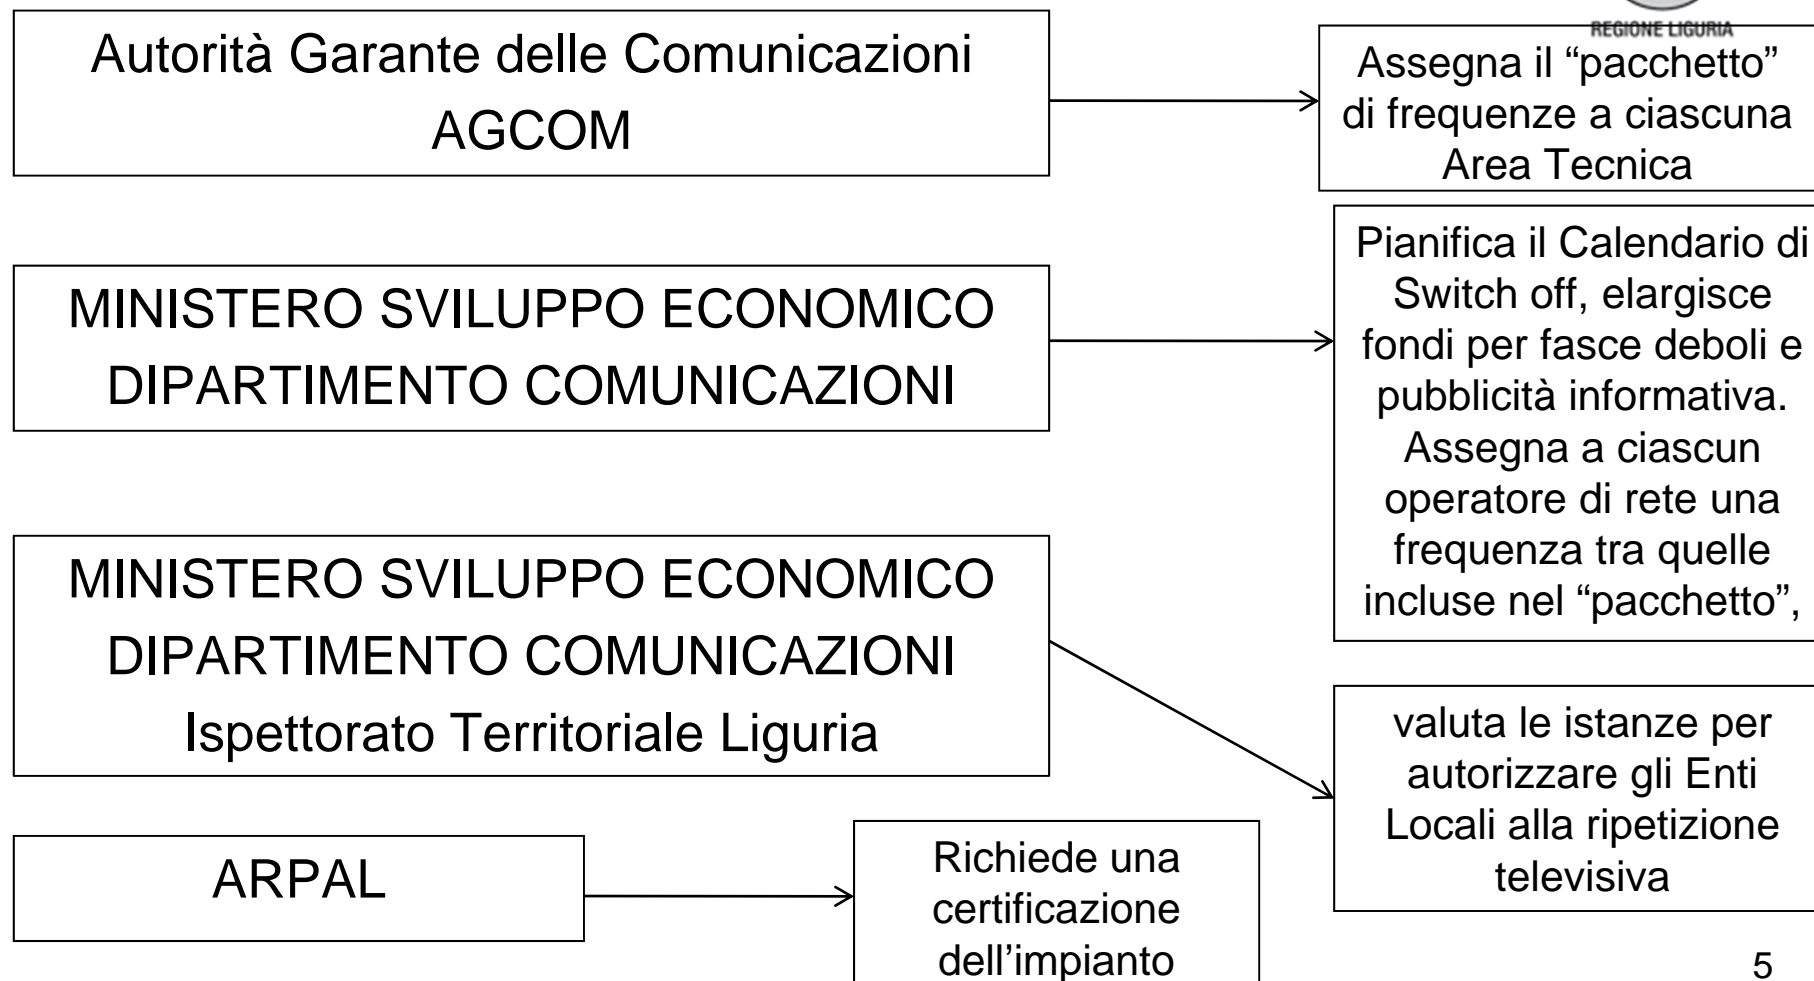 REGIONE LIGURIA
Autorità Garante delle Comunicazioni
AGCOM
Assegna il “pacchetto”
di frequenze a ciascuna
Area Tecnica
MINISTERO SVILUPPO ECONOMICO
DIPARTIMENTO COMUNICAZIONI
Pianifica il Calendario di
Switch off, elargisce
fondi per fasce deboli e
pubblicità informativa.
Assegna a ciascun
operatore di rete una
frequenza tra quelle
incluse nel “pacchetto”,
MINISTERO SVILUPPO ECONOMICO
DIPARTIMENTO COMUNICAZIONI
Ispettorato Territoriale Liguria
valuta le istanze per
autorizzare gli Enti
Locali alla ripetizione
televisiva
ARPAL
Richiede una
certificazione
dell’impianto
5